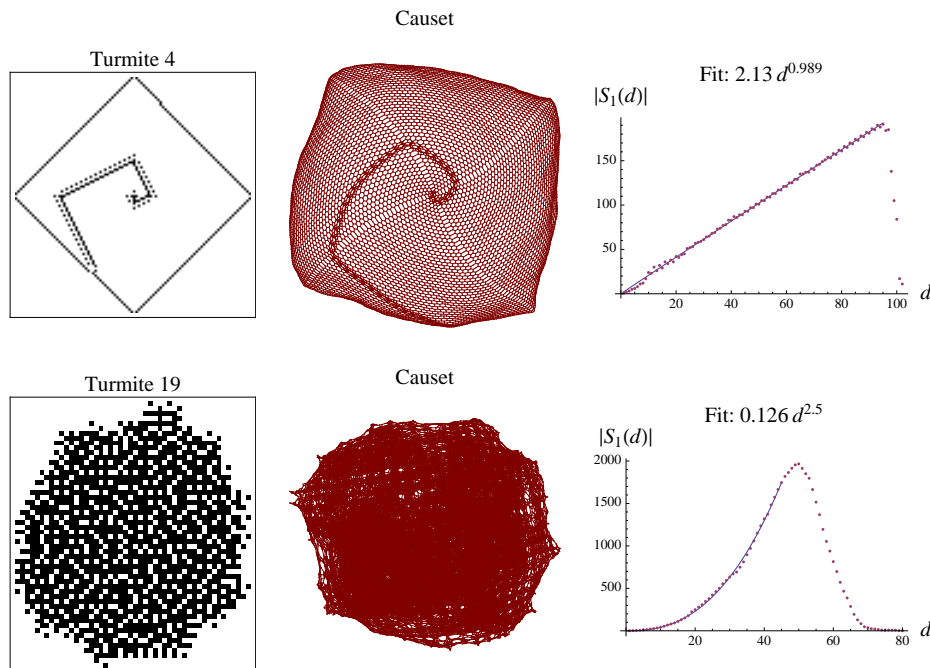 Causet
Turmite 4
Fit: 2.13 d^0.989
|S₁(d)|
150
100
50
20 40 60 80 100 d
Turmite 19
Causet
Fit: 0.126 d^2.5
|S₁(d)|
2000
1500
1000
500
20 40 60 80 d